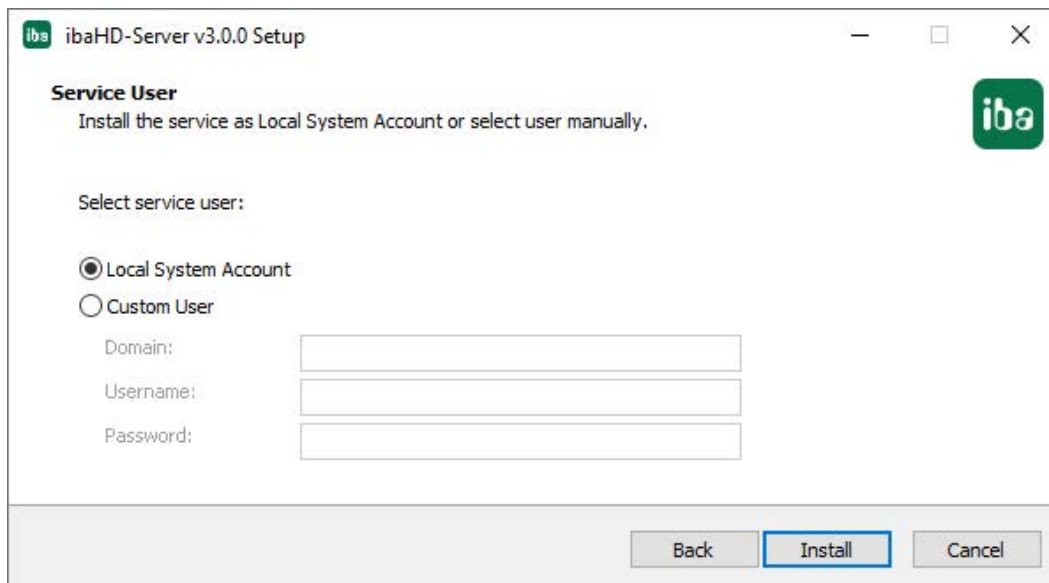 iba ibaHD-Server v3.0.0 Setup
Service User
Install the service as Local System Account or select user manually.
iba
Select service user:
Local System Account
Custom User
Domain:
Username:
Password:
Back Install Cancel